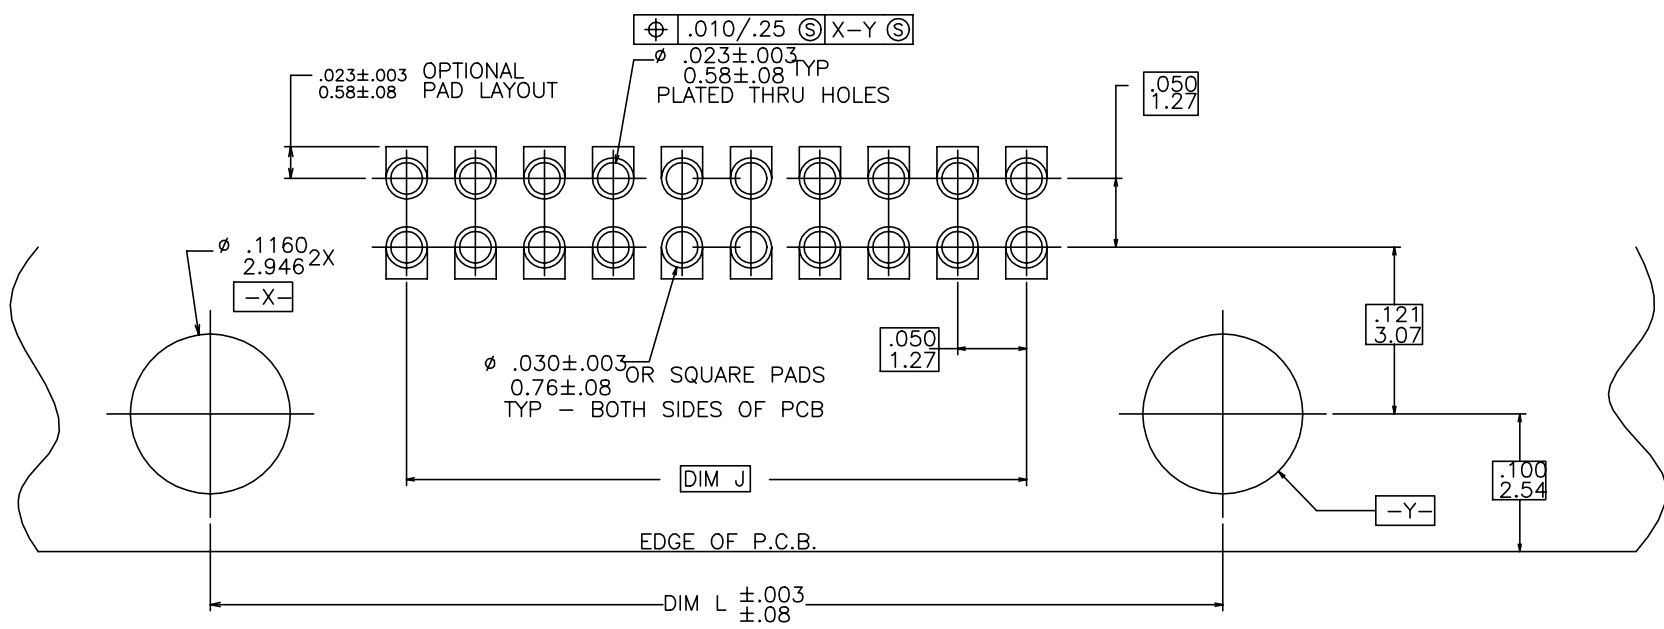 ⌖ .010/.25 Ⓢ X-Y Ⓢ
⌀ .023±.003
0.58±.08 TYP
PLATED THRU HOLES
.023±.003 OPTIONAL
0.58±.08 PAD LAYOUT
.050
1.27
⌀ .1160
2.946 2X
-X-
.121
3.07
.050
1.27
⌀ .030±.003
0.76±.08 OR SQUARE PADS
TYP - BOTH SIDES OF PCB
DIM J
.100
2.54
-Y-
EDGE OF P.C.B.
DIM L ±.003
±.08